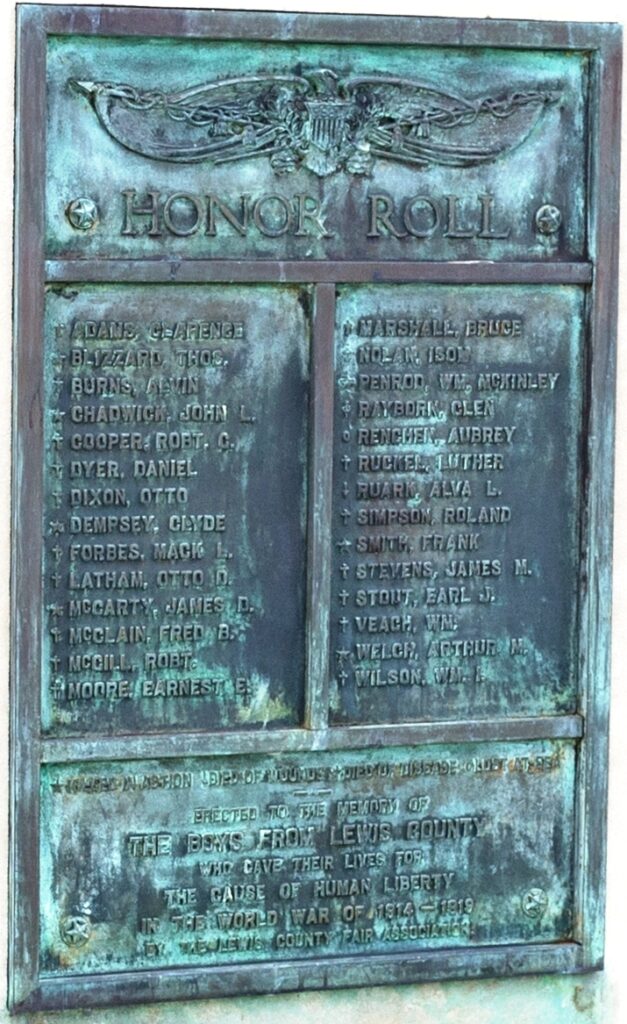 HONOR ROLL
† ADAMS, CLARENCE
BLIZZARD, THOS.
† BURNS, ALVIN
★ CHADWICK, JOHN L.
† COOPER, ROBT. C.
† DYER, DANIEL
† DIXON, OTTO
★ DEMPSEY, CLYDE
† FORBES, MACK L.
† LATHAM, OTTO D.
★ MCCARTY, JAMES D.
† MCCLAIN, FRED B.
† MCGILL, ROBT.
MOORE, EARNEST E.
MARSHALL, BRUCE
NOLAN, ISOM
PENROD, WM. MCKINLEY
RAYBORN, GLEN
○ RENCHEN, AUBREY
† RUCKEL, LUTHER
RUARK, ALVA L.
† SIMPSON, ROLAND
★ SMITH, FRANK
† STEVENS, JAMES M.
† STOUT, EARL J.
† VEACH, WM.
★ WELCH, ARTHUR M.
† WILSON, WM. I.
★ KILLED IN ACTION DIED OF WOUNDS † DIED OF DISEASE ○ LOST AT SEA
ERECTED TO THE MEMORY OF
THE BOYS FROM LEWIS COUNTY
WHO GAVE THEIR LIVES FOR
THE CAUSE OF HUMAN LIBERTY
IN THE WORLD WAR OF 1914 — 1919
BY THE LEWIS COUNTY FAIR ASSOCIATION